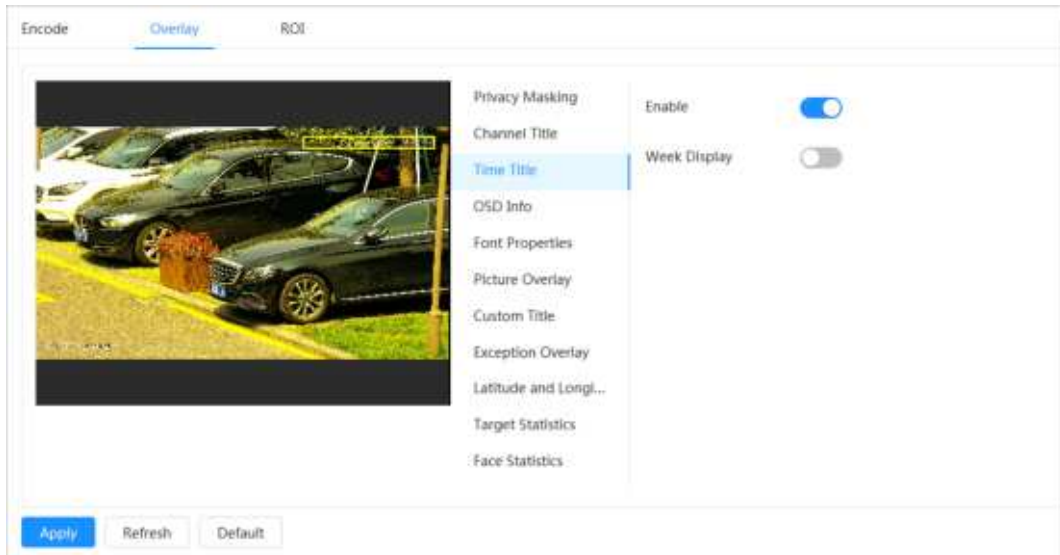 Encode Overlay ROI
Privacy Masking
Enable
Channel Title
Time Title
Week Display
OSD Info
Font Properties
Picture Overlay
Custom Title
Exception Overlay
Latitude and Longi...
Target Statistics
Face Statistics
Apply Refresh Default